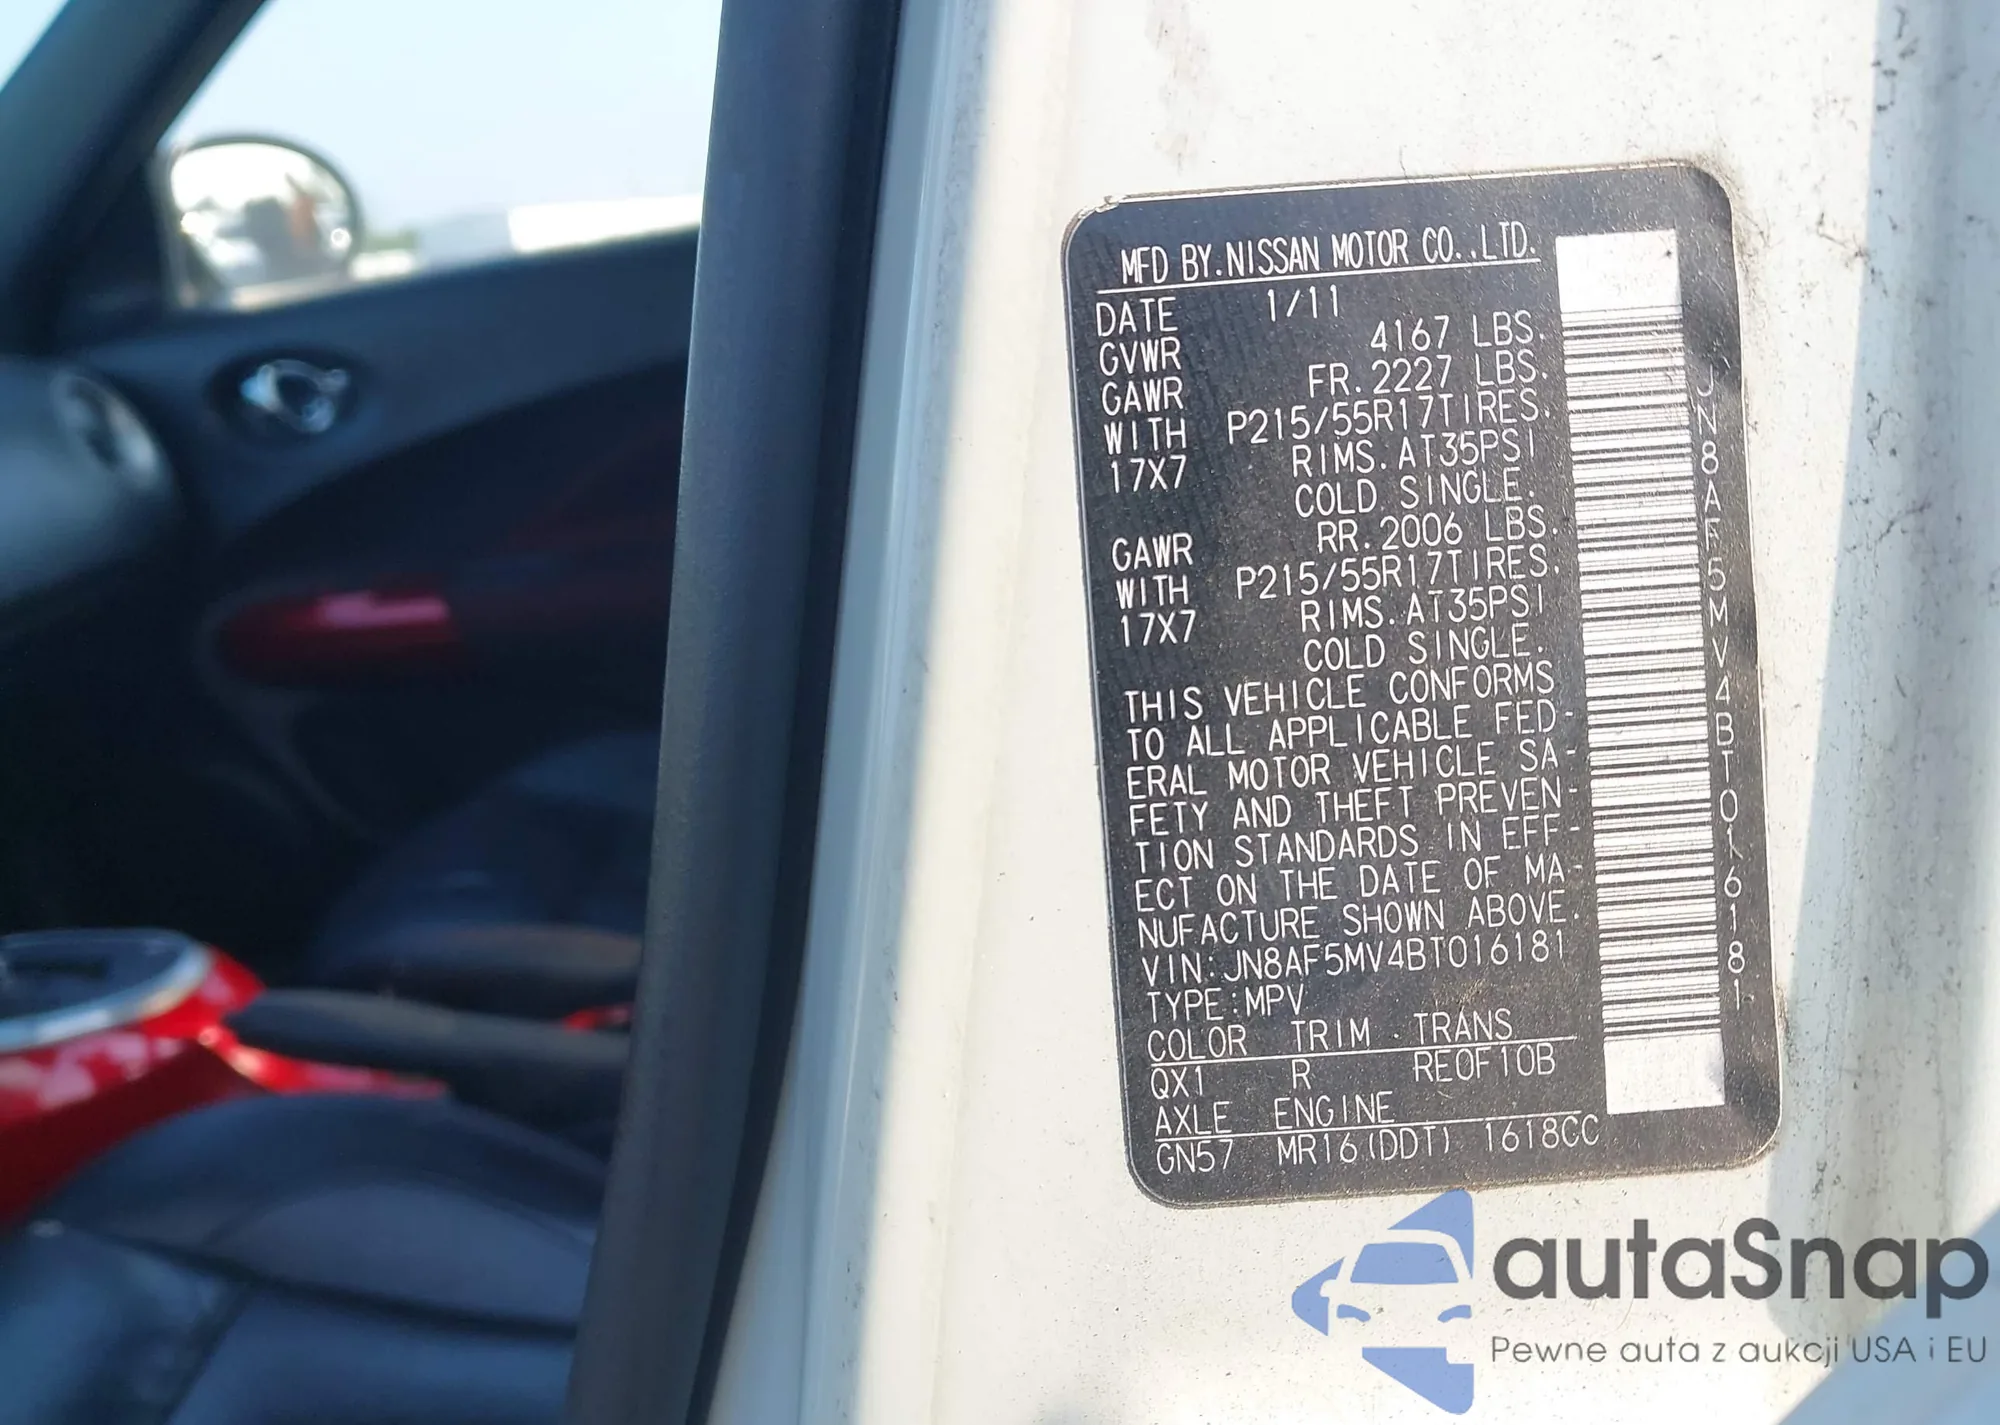 MFD BY.NISSAN MOTOR CO.,LTD.
DATE 1/11
GVWR 4167 LBS.
GAWR FR.2227 LBS.
WITH P215/55R17TIRES.
17X7 RIMS.AT35PSI
COLD SINGLE.
GAWR RR.2006 LBS.
WITH P215/55R17TIRES.
17X7 RIMS.AT35PSI
COLD SINGLE.
THIS VEHICLE CONFORMS
TO ALL APPLICABLE FED-
ERAL MOTOR VEHICLE SA-
FETY AND THEFT PREVEN-
TION STANDARDS IN EFF-
ECT ON THE DATE OF MA-
NUFACTURE SHOWN ABOVE.
VIN:JN8AF5MV4BT016181
TYPE:MPV
COLOR TRIM . TRANS
QX1 R RE0F10B
AXLE ENGINE
GN57 MR16(DDT) 1618CC
JN8AF5MV4BT016181
autaSnap
Pewne auta z aukcji USA i EU